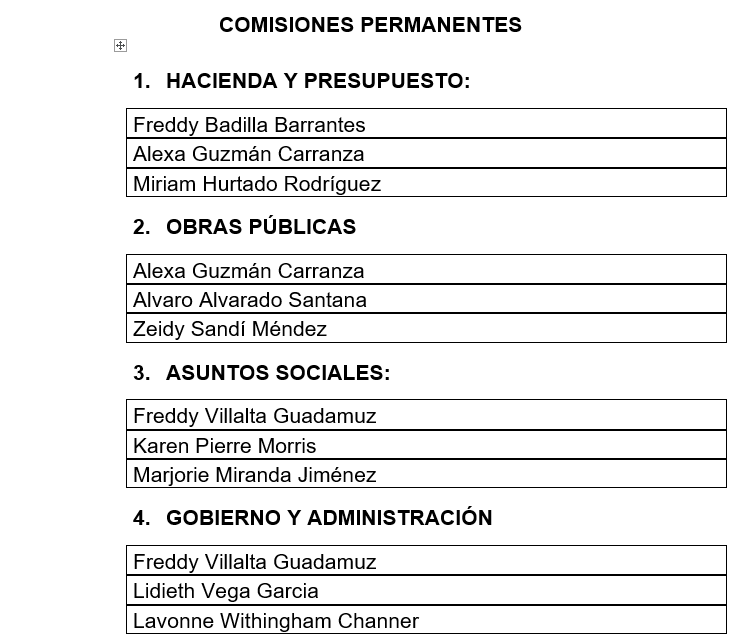 COMISIONES PERMANENTES
1. HACIENDA Y PRESUPUESTO:
Freddy Badilla Barrantes
Alexa Guzmán Carranza
Miriam Hurtado Rodríguez
2. OBRAS PÚBLICAS
Alexa Guzmán Carranza
Alvaro Alvarado Santana
Zeidy Sandí Méndez
3. ASUNTOS SOCIALES:
Freddy Villalta Guadamuz
Karen Pierre Morris
Marjorie Miranda Jiménez
4. GOBIERNO Y ADMINISTRACIÓN
Freddy Villalta Guadamuz
Lidieth Vega Garcia
Lavonne Withingham Channer